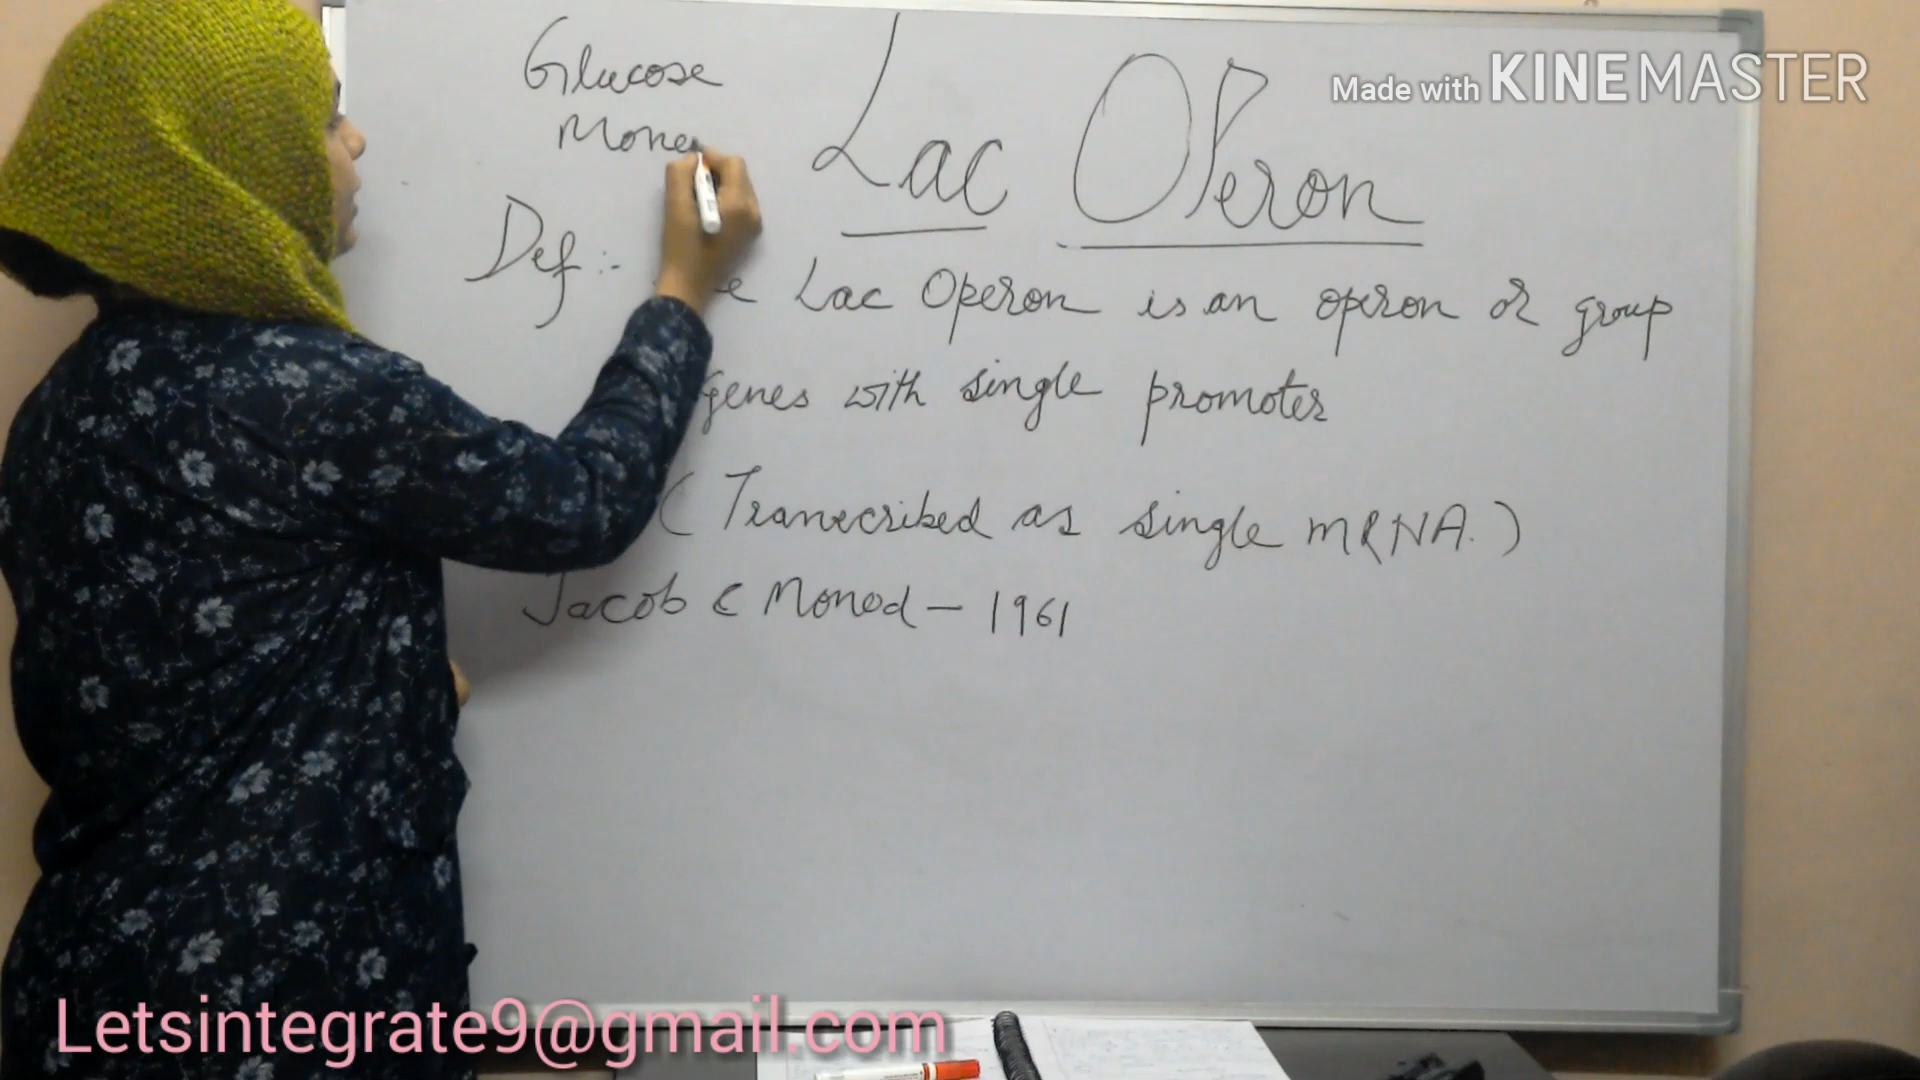 Glucose
Mone
Lac Operon
Made with KINEMASTER
Def :- e Lac Operon is an operon or group
genes with single promoter
(Transcribed as single mRNA.)
Jacob & Monod - 1961
Letsintegrate9@gmail.com